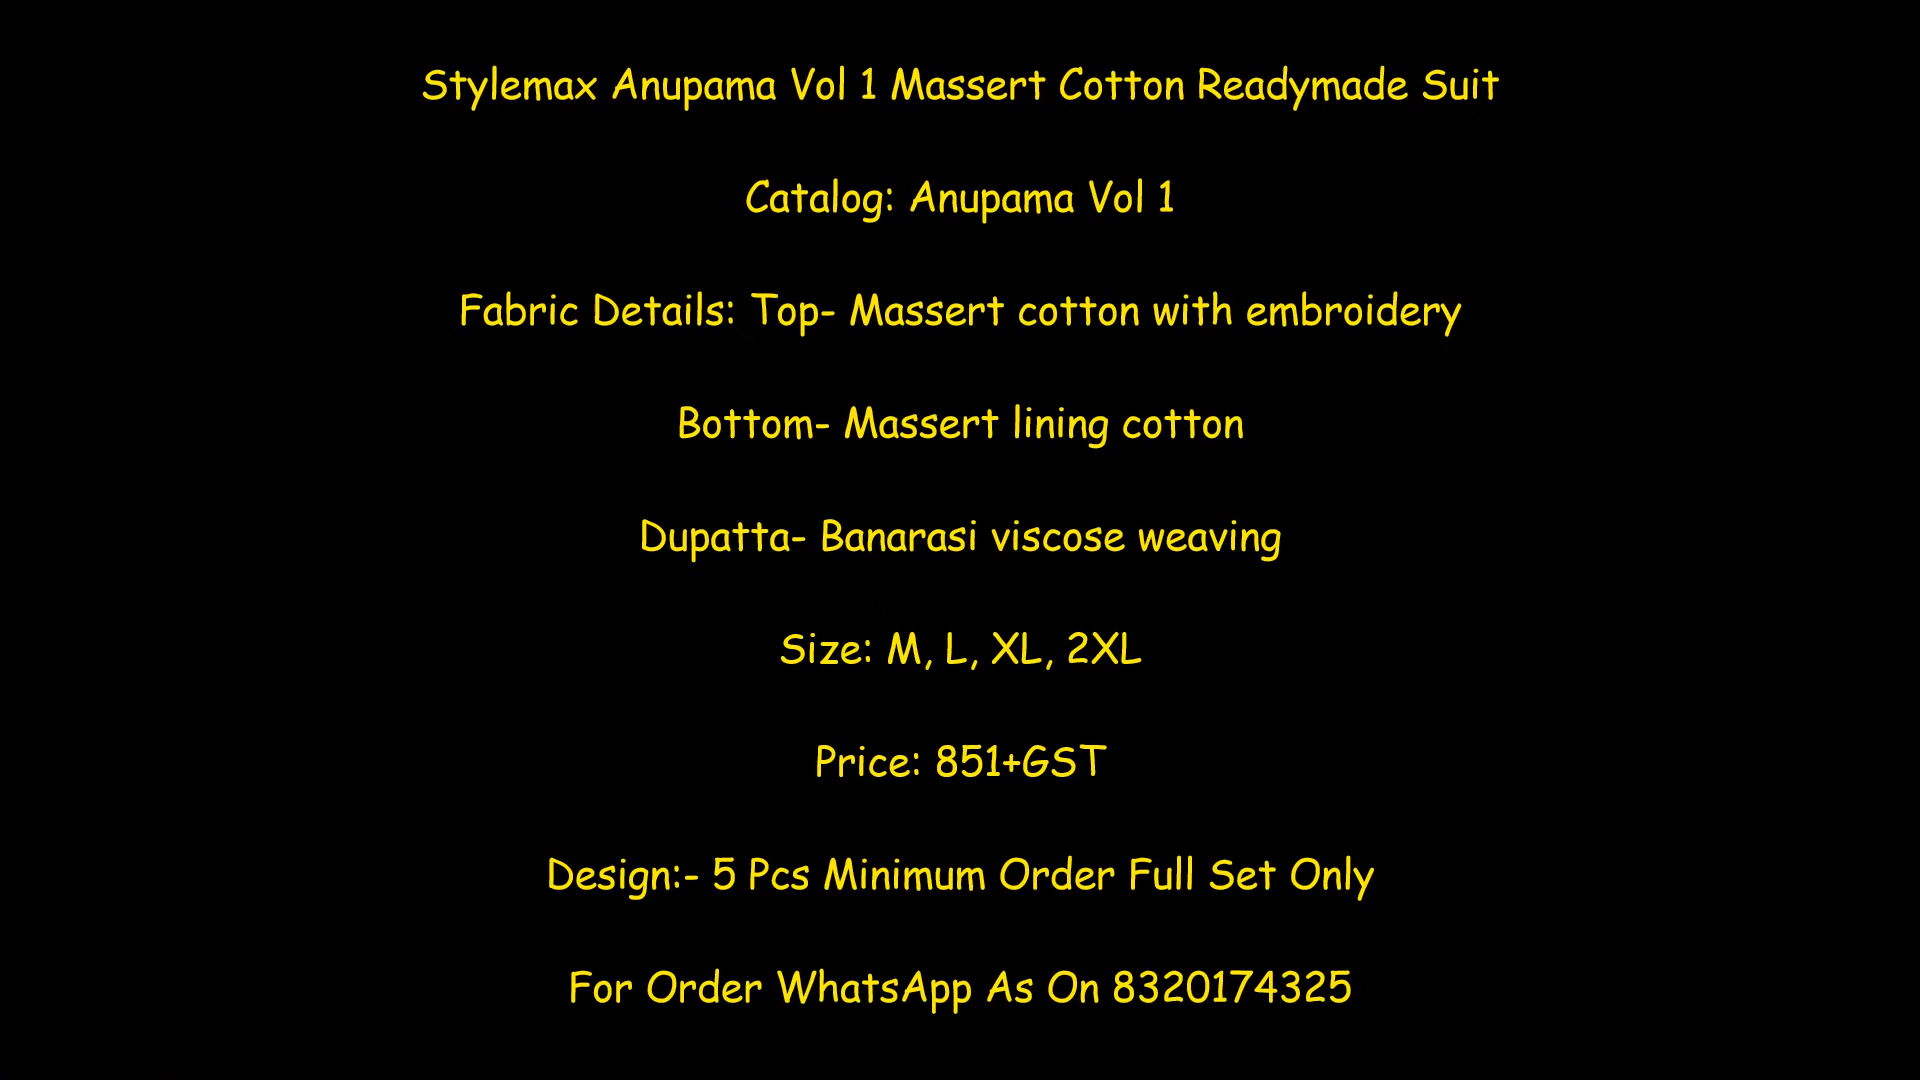 Stylemax Anupama Vol 1 Massert Cotton Readymade Suit
Catalog: Anupama Vol 1
Fabric Details: Top- Massert cotton with embroidery
Bottom- Massert lining cotton
Dupatta- Banarasi viscose weaving
Size: M, L, XL, 2XL
Price: 851+GST
Design:- 5 Pcs Minimum Order Full Set Only
For Order WhatsApp As On 8320174325